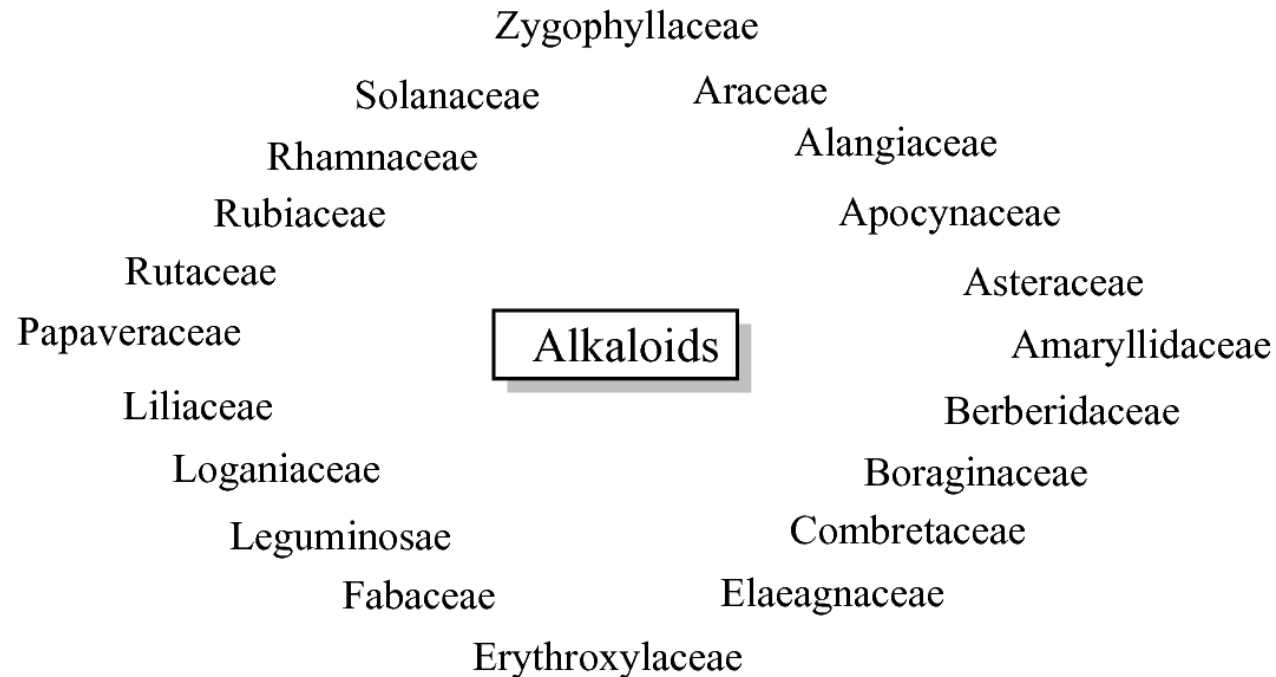 Zygophyllaceae
Solanaceae
Araceae
Rhamnaceae
Alangiaceae
Rubiaceae
Apocynaceae
Rutaceae
Asteraceae
Papaveraceae
Alkaloids
Amaryllidaceae
Liliaceae
Berberidaceae
Loganiaceae
Boraginaceae
Leguminosae
Combretaceae
Fabaceae
Elaeagnaceae
Erythroxylaceae